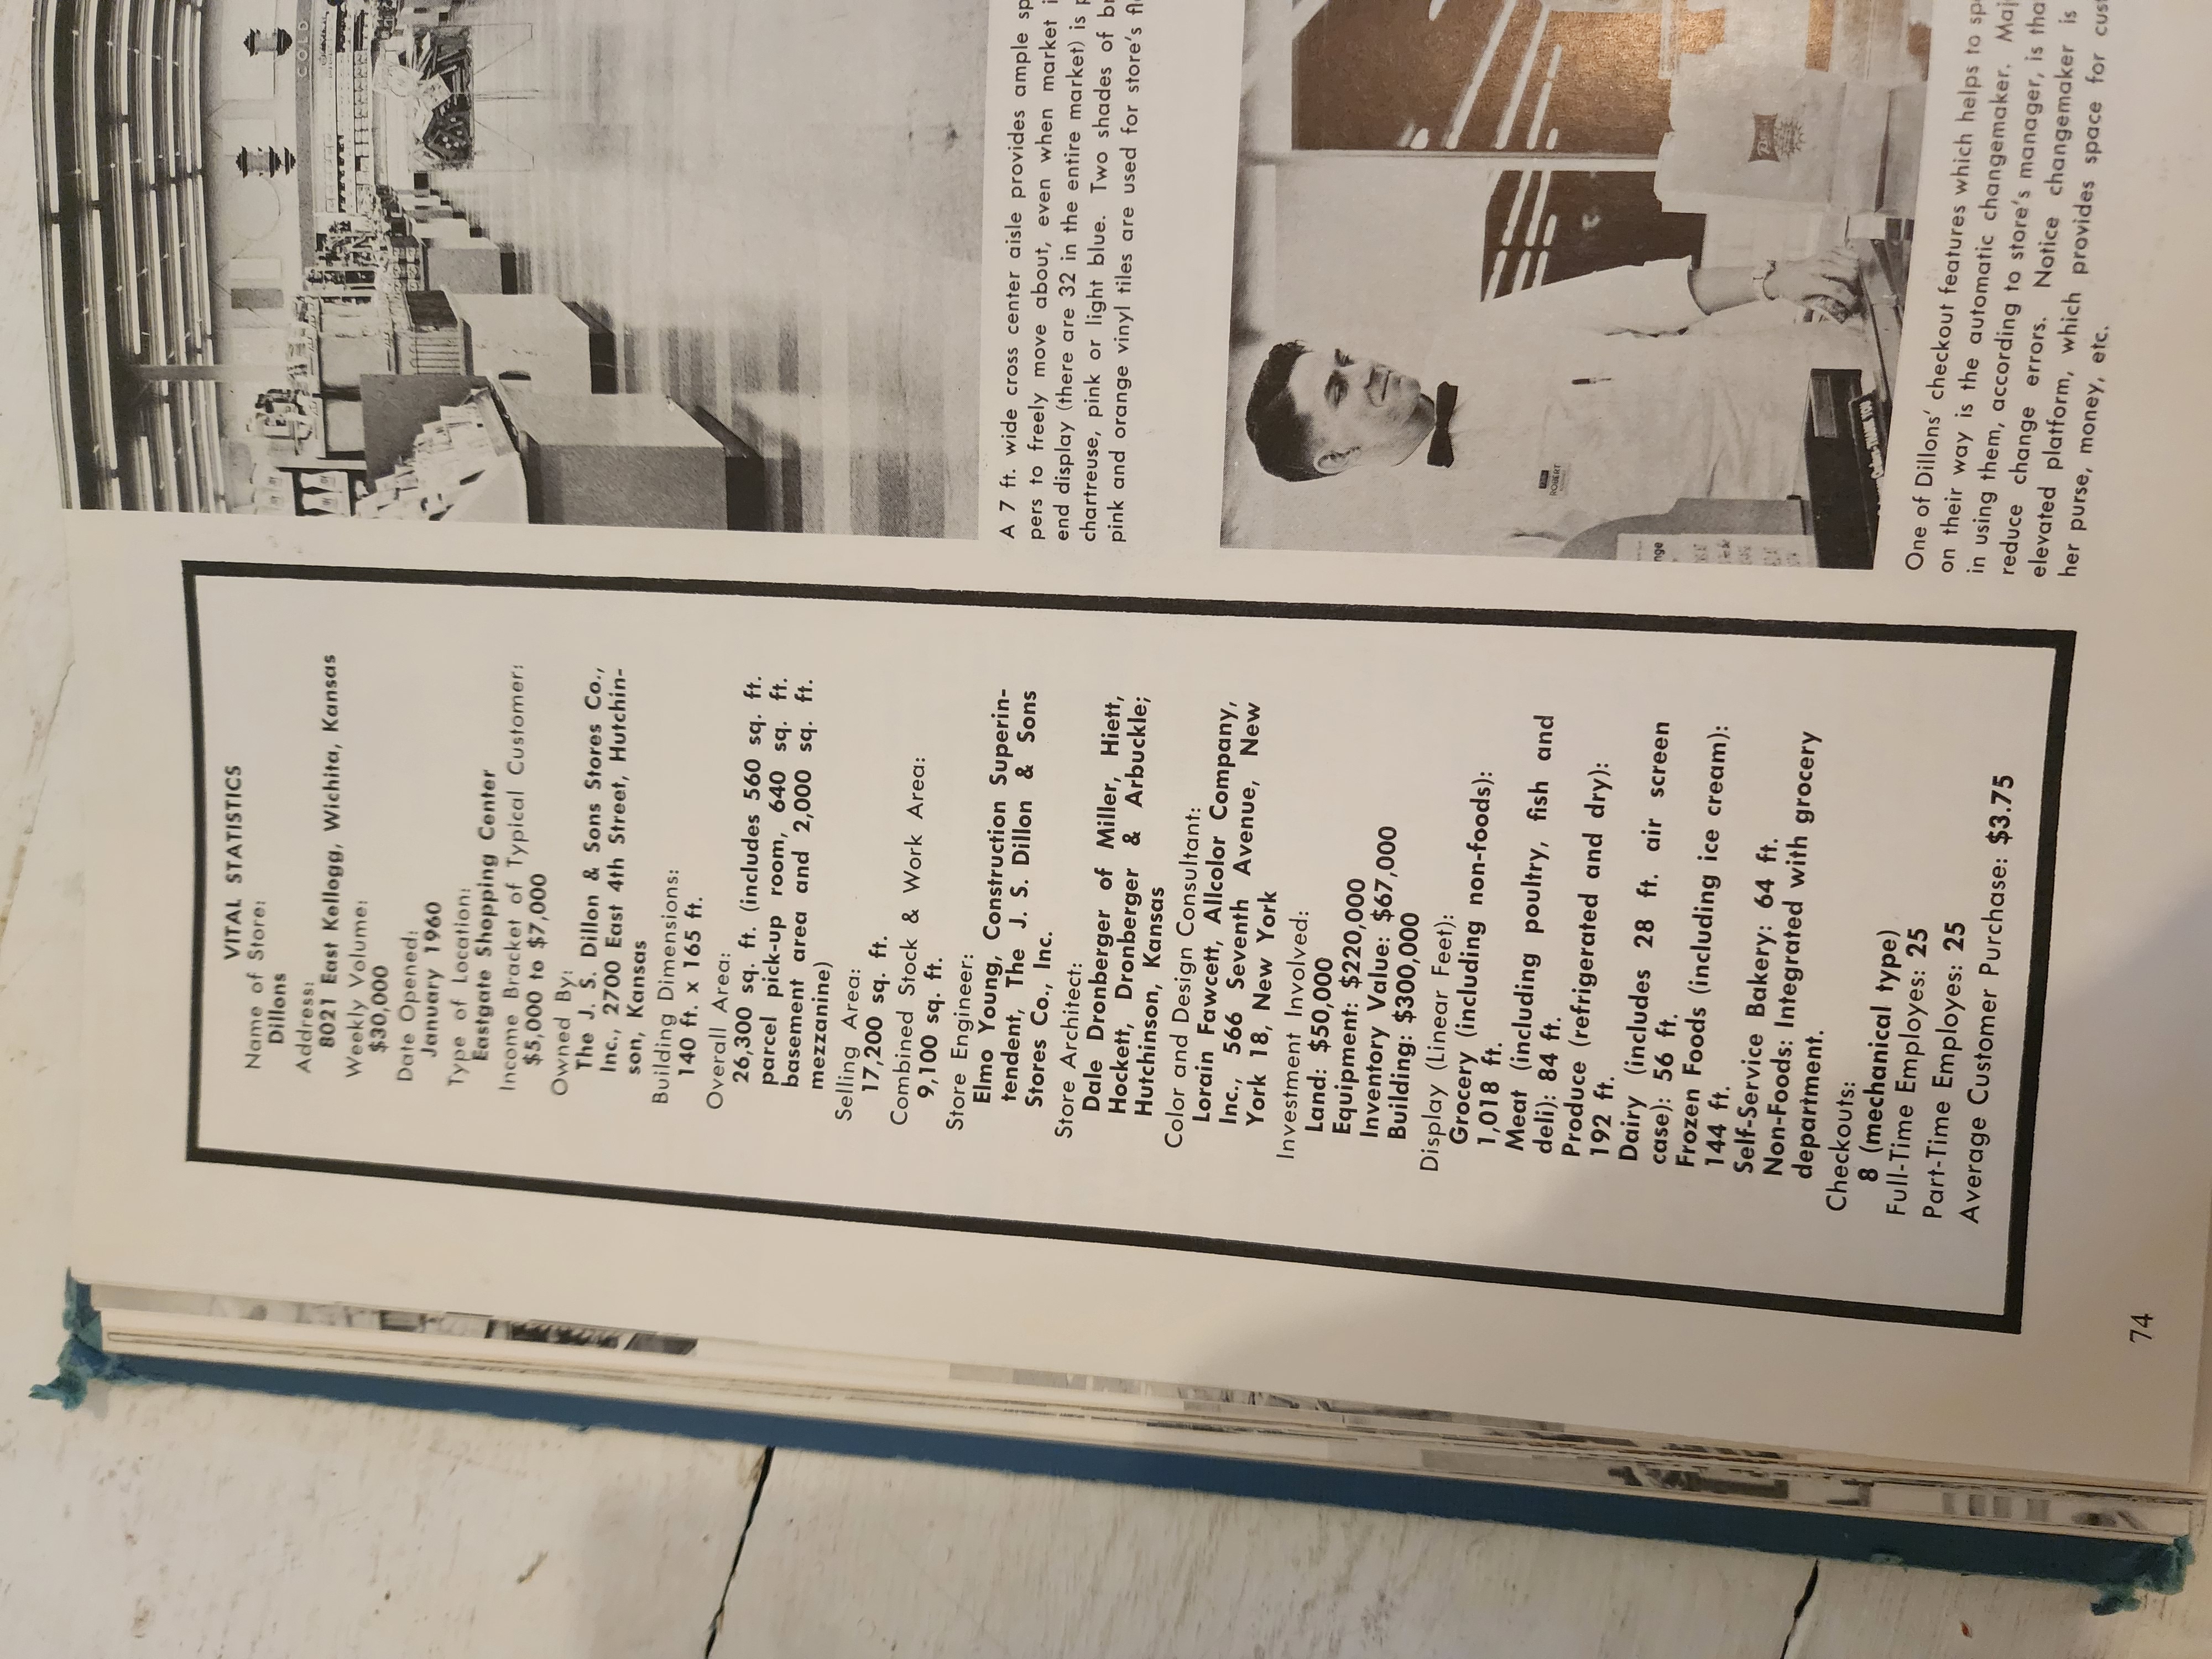 VITAL STATISTICS
Name of Store:
Dillons
Address:
8021 East Kellogg, Wichita, Kansas
Weekly Volume:
$30,000
Date Opened:
January 1960
Type of Location:
Eastgate Shopping Center
Income Bracket of Typical Customer:
$5,000 to $7,000
Owned By:
The J. S. Dillon & Sons Stores Co.,
Inc., 2700 East 4th Street, Hutchin-
son, Kansas
Building Dimensions:
140 ft. x 165 ft.
Overall Area:
26,300 sq. ft. (includes 560 sq. ft.
parcel pick-up room, 640 sq. ft.
basement area and 2,000 sq. ft.
mezzzanine)
Selling Area:
17,200 sq. ft.
Combined Stock & Work Area:
9,100 sq. ft.
Store Engineer:
Elmo Young, Construction Superin-
tendent, The J. S. Dillon & Sons
Stores Co., Inc.
Store Architect:
Dale Dronberger of Miller, Hiett,
Hockett, Dronberger & Arbuckle;
Hutchinson, Kansas
Color and Design Consultant:
Lorain Fawcett, Allcolor Company,
Inc., 566 Seventh Avenue, New
York 18, New York
Investment Involved:
Land: $50,000
Equipment: $220,000
Inventory Value: $67,000
Building: $300,000
Display (Linear Feet):
Grocery (including non-foods):
1,018 ft.
Meat (including poultry, fish and
deli): 84 ft.
Produce (refrigerated and dry):
192 ft.
Dairy (includes 28 ft. air screen
case): 56 ft.
Frozen Foods (including ice cream):
144 ft.
Self-Service Bakery: 64 ft.
Non-Foods: Integrated with grocery
department.
Checkouts:
8 (mechanical type)
Full-Time Employes: 25
Part-Time Employes: 25
Average Customer Purchase: $3.75
74
COLD
A 7 ft. wide cross center aisle provides ample sp
pers to freely move about, even when market i
end display (there are 32 in the entire market) is p
chartreuse, pink or light blue. Two shades of br
pink and orange vinyl tiles are used for store's fl
ROBERT
nge
One of Dillons' checkout features which helps to sp
on their way is the automatic changemaker. Maj
in using them, according to store's manager, is tha
reduce change errors. Notice changemaker is
elevated platform, which provides space for cus
her purse, money, etc.